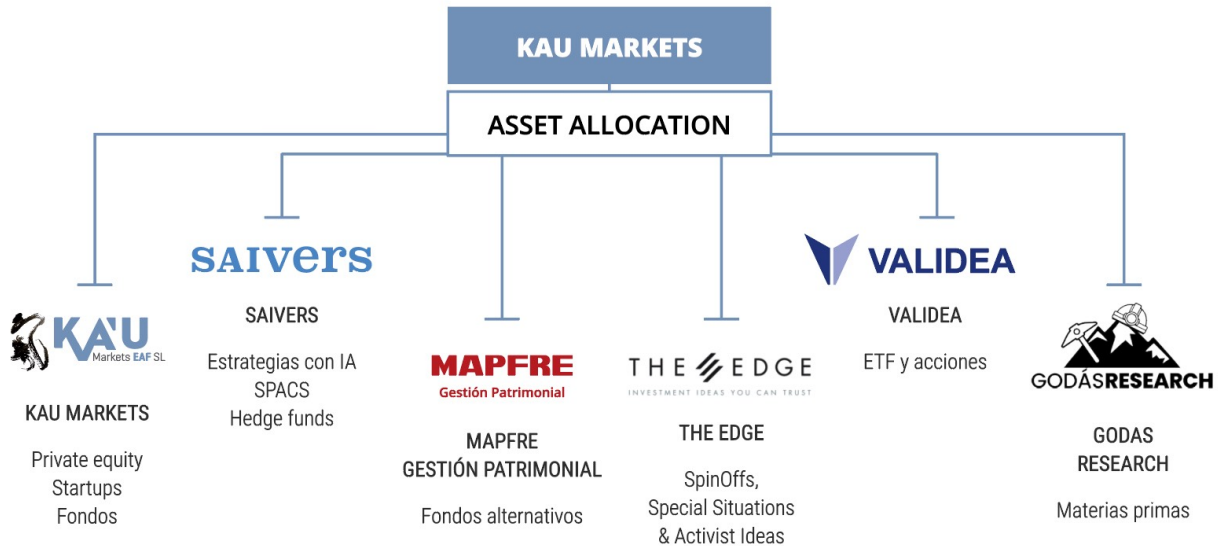 KAU MARKETS
ASSET ALLOCATION
KAU
Markets EAF SL
KAU MARKETS
Private equity
Startups
Fondos
SAIVERS
SAIVERS
Estrategias con IA
SPACS
Hedge funds
MAPFRE
Gestión Patrimonial
MAPFRE
GESTIÓN PATRIMONIAL
Fondos alternativos
THE EDGE
INVESTMENT IDEAS YOU CAN TRUST
THE EDGE
SpinOffs,
Special Situations
& Activist Ideas
VALIDEA
VALIDEA
ETF y acciones
GODÁSRESEARCH
GODAS
RESEARCH
Materias primas